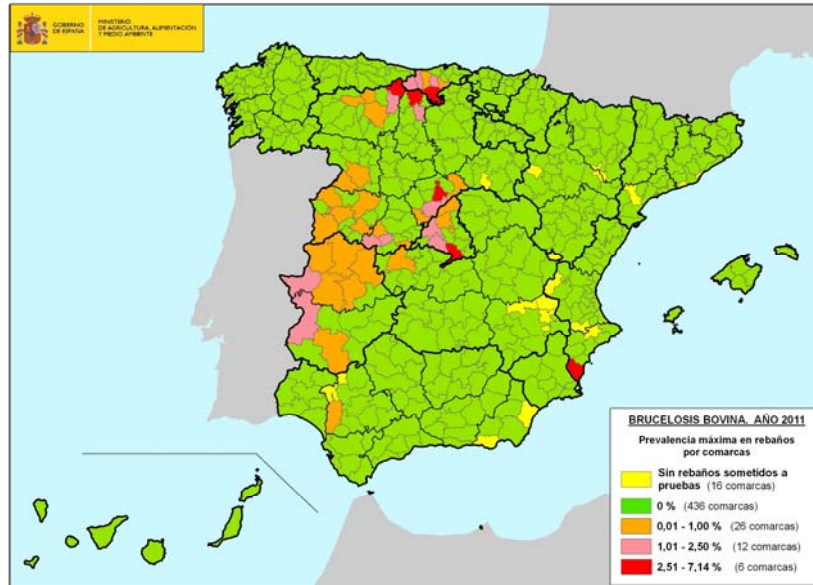 GOBIERNO
DE ESPAÑA
MINISTERIO
DE AGRICULTURA, ALIMENTACIÓN
Y MEDIO AMBIENTE
BRUCELOSIS BOVINA. AÑO 2011
Prevalencia máxima en rebaños
por comarcas
Sin rebaños sometidos a
pruebas (16 comarcas)
0 % (436 comarcas)
0,01 - 1,00 % (26 comarcas)
1,01 - 2,50 % (12 comarcas)
2,51 - 7,14 % (6 comarcas)